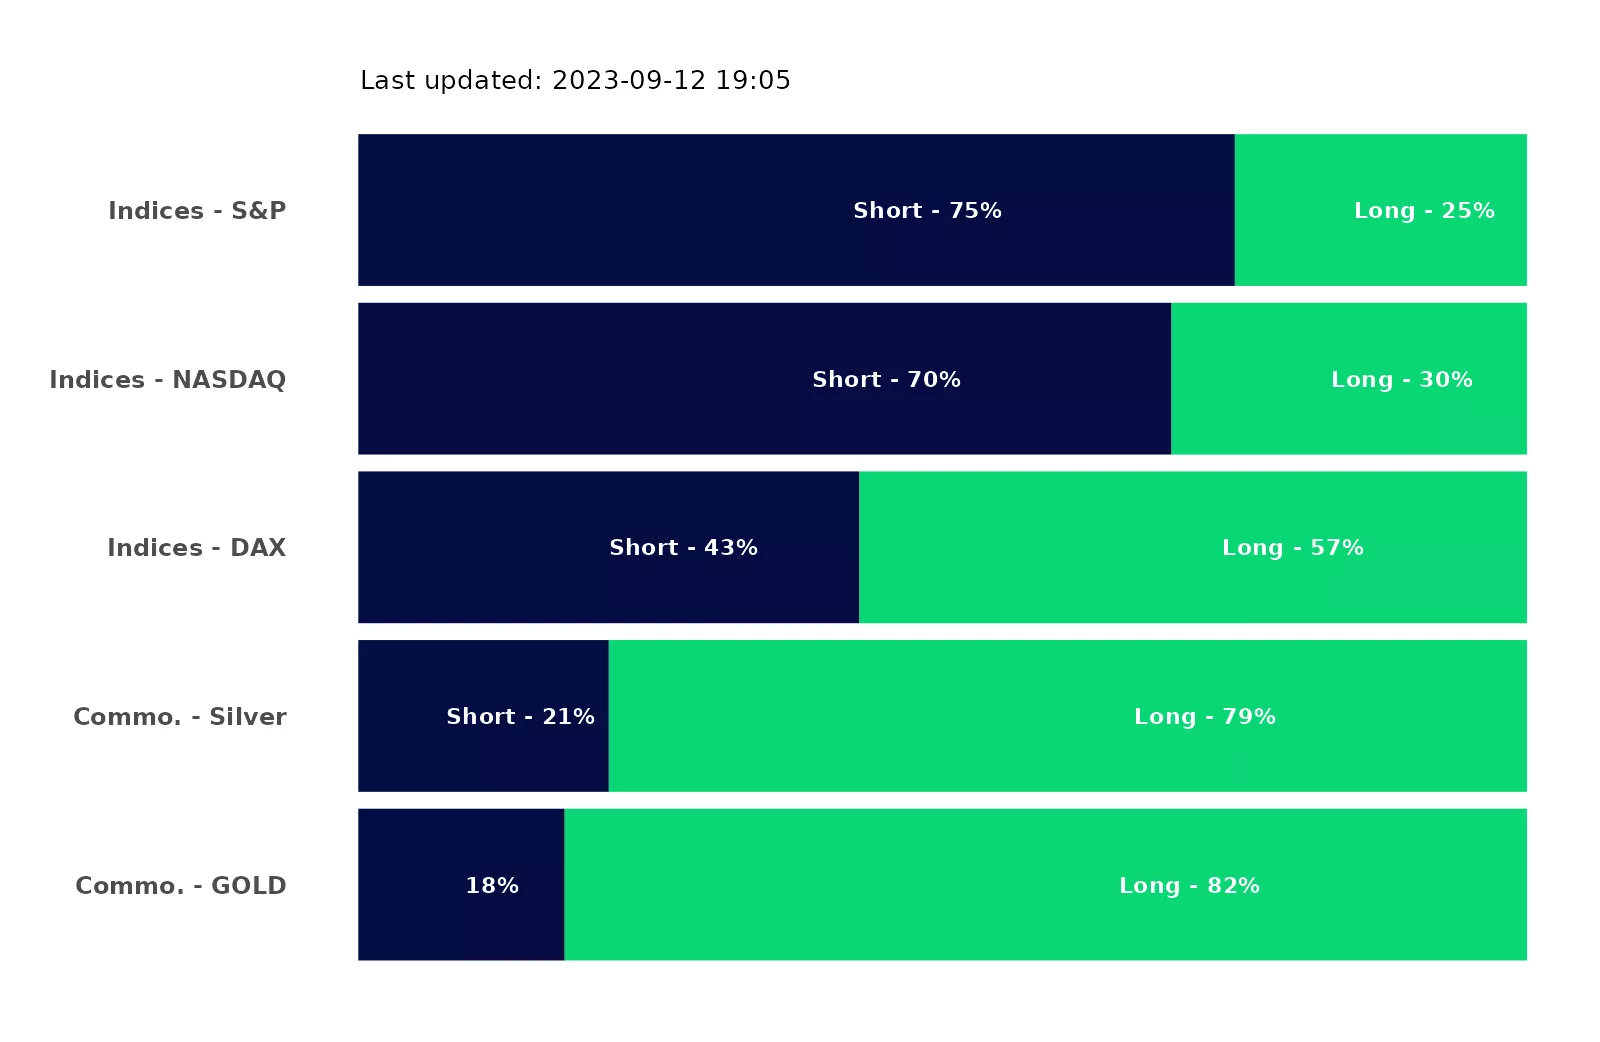 Last updated: 2023-09-12 19:05
Indices - S&P
Short - 75%
Long - 25%
Indices - NASDAQ
Short - 70%
Long - 30%
Indices - DAX
Short - 43%
Long - 57%
Commo. - Silver
Short - 21%
Long - 79%
Commo. - GOLD
18%
Long - 82%